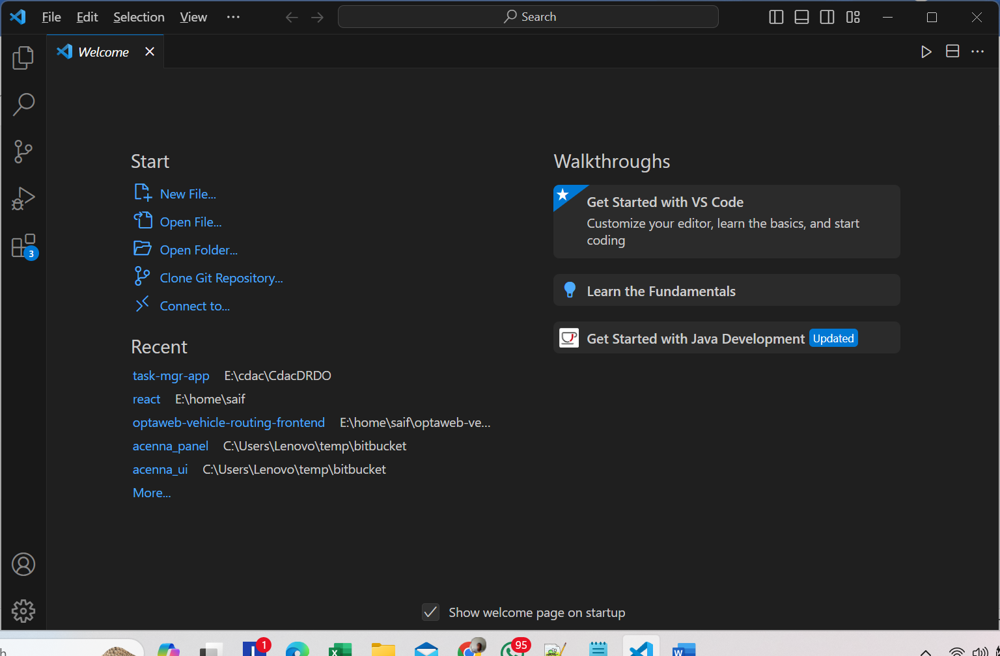 File Edit Selection View ... Search
Welcome
Start
New File...
Open File...
Open Folder...
Clone Git Repository...
Connect to...
Recent
task-mgr-app E:\cdac\CdacDRDO
react E:\home\saif
optaweb-vehicle-routing-frontend E:\home\saif\optaweb-ve...
acenna_panel C:\Users\Lenovo\temp\bitbucket
acenna_ui C:\Users\Lenovo\temp\bitbucket
More...
Walkthroughs
Get Started with VS Code
Customize your editor, learn the basics, and start
coding
Learn the Fundamentals
Get Started with Java Development Updated
3
Show welcome page on startup
1
95